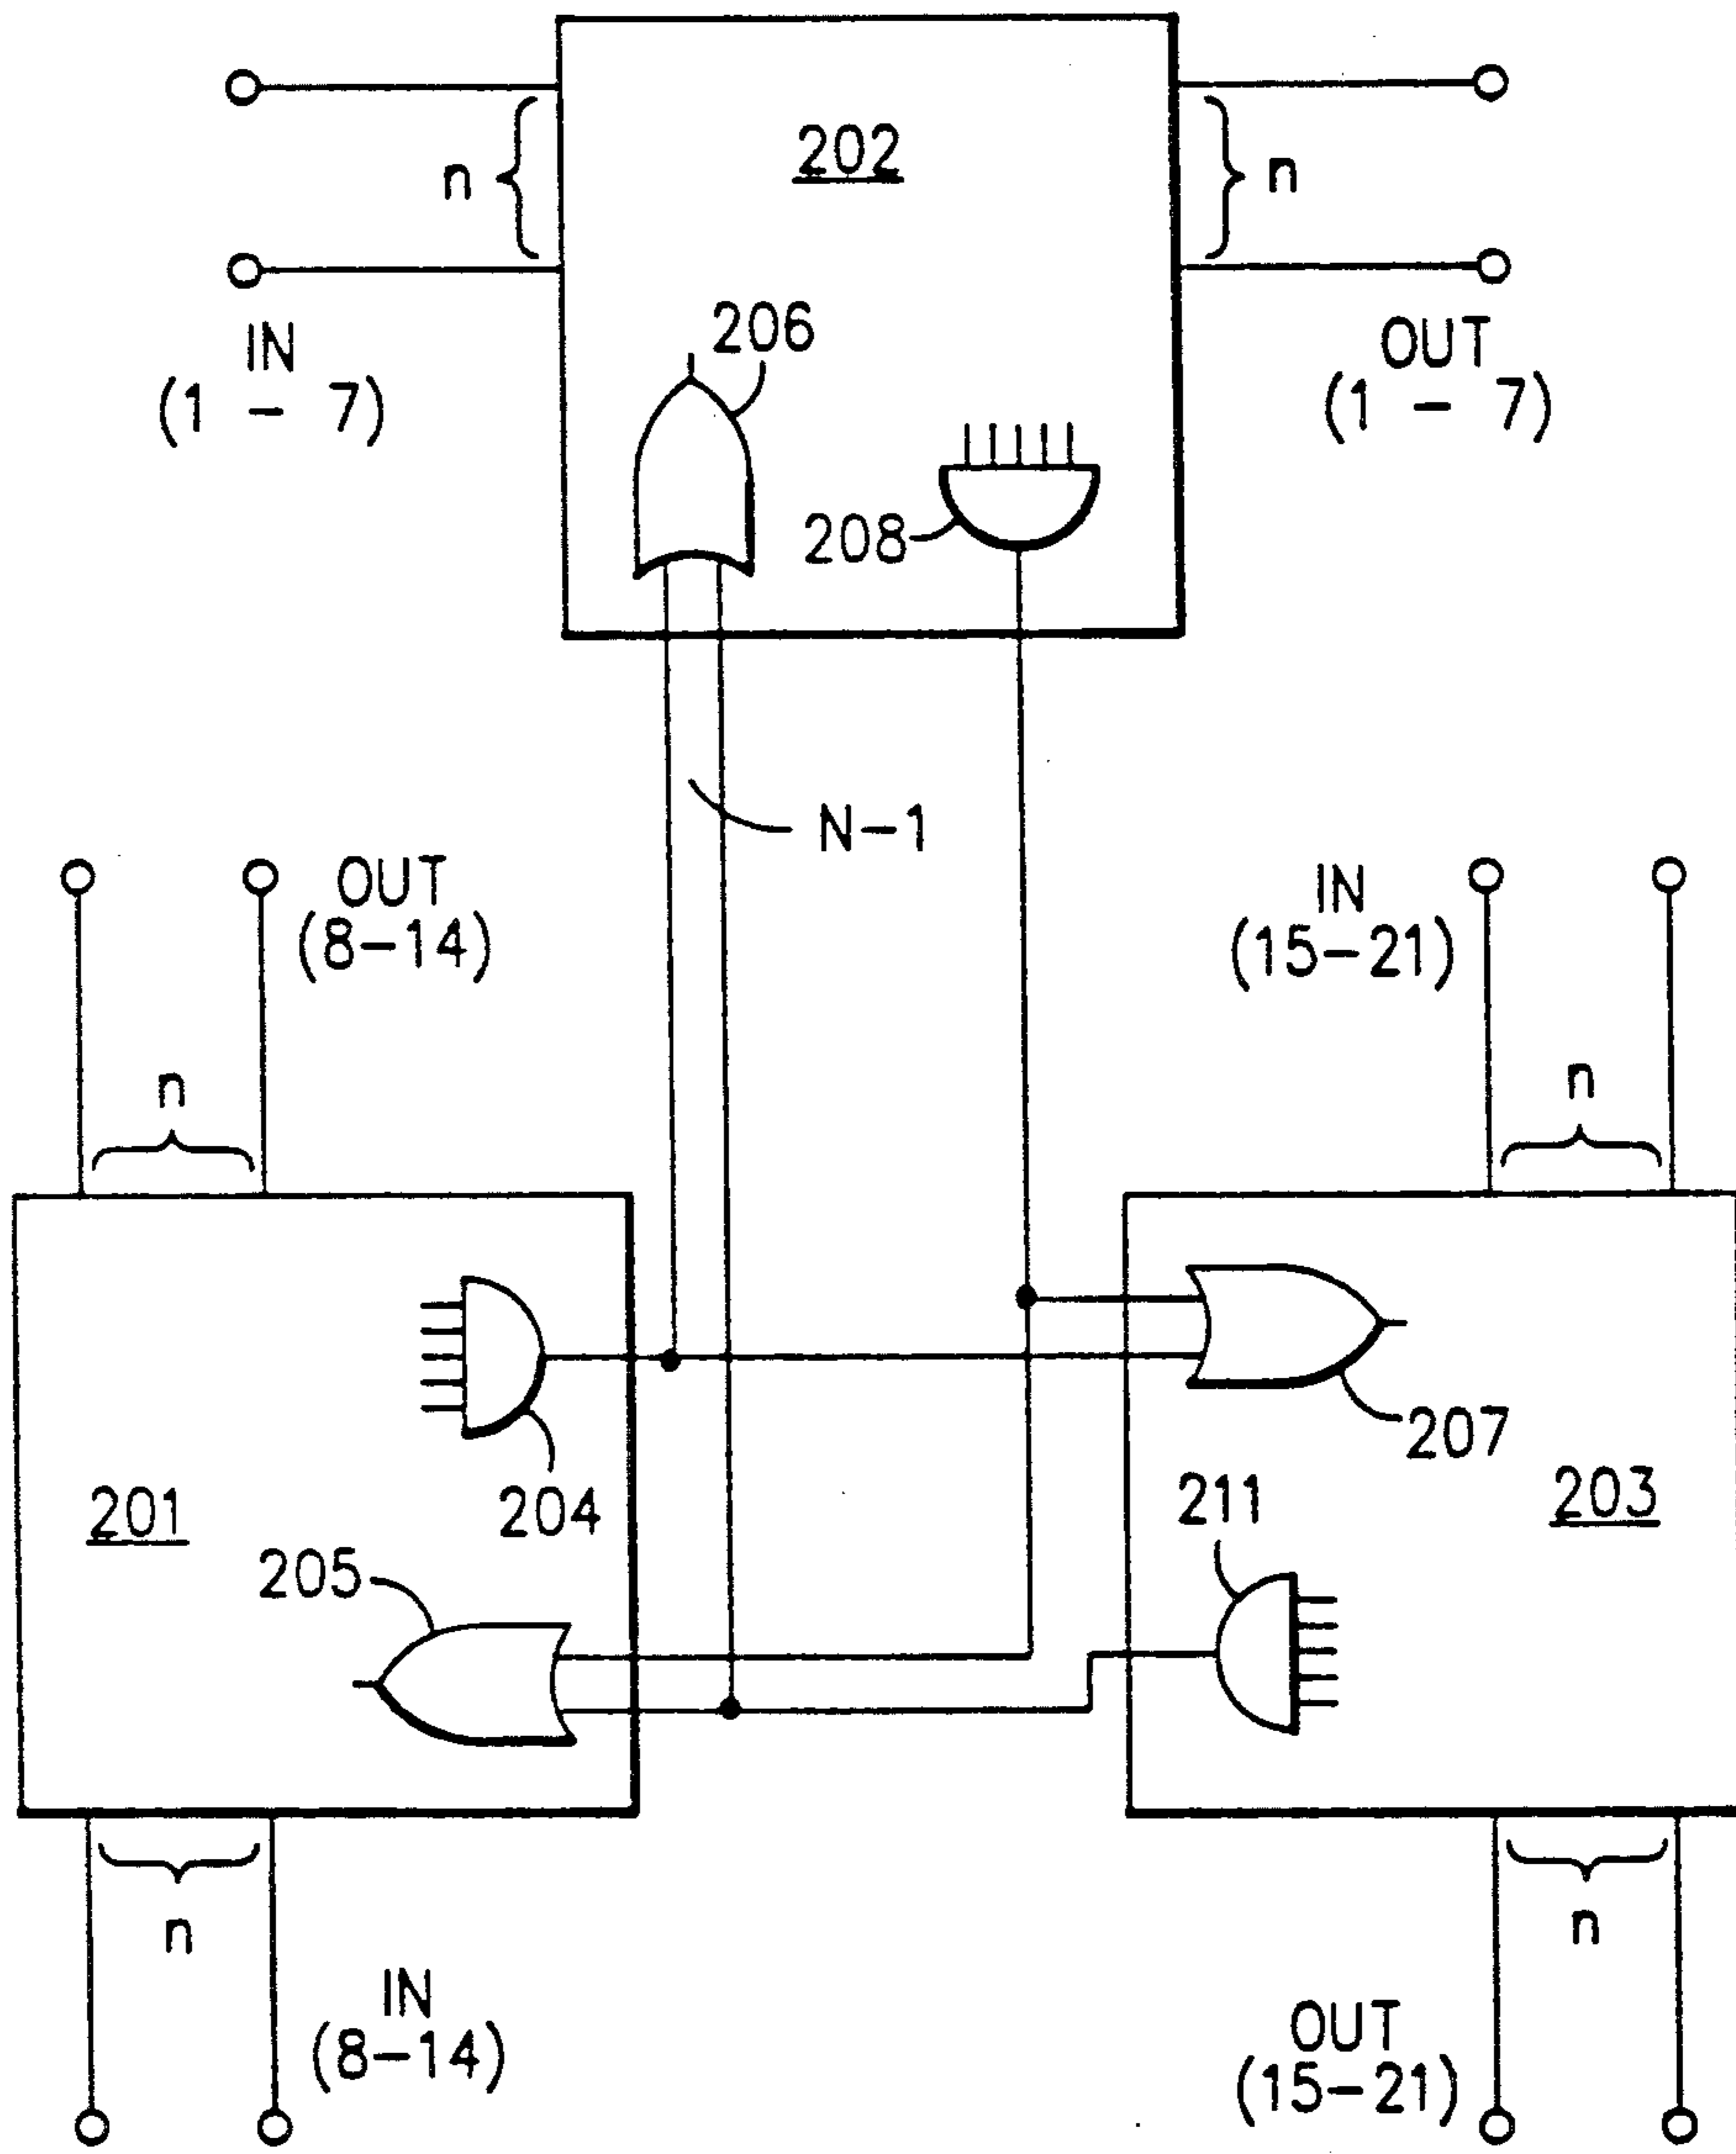 202
n
n
206
IN
(1 - 7)
OUT
(1 - 7)
208
N-1
OUT
(8-14)
IN
(15-21)
n
n
204
207
201
211
203
205
n
n
IN
(8-14)
OUT
(15-21)